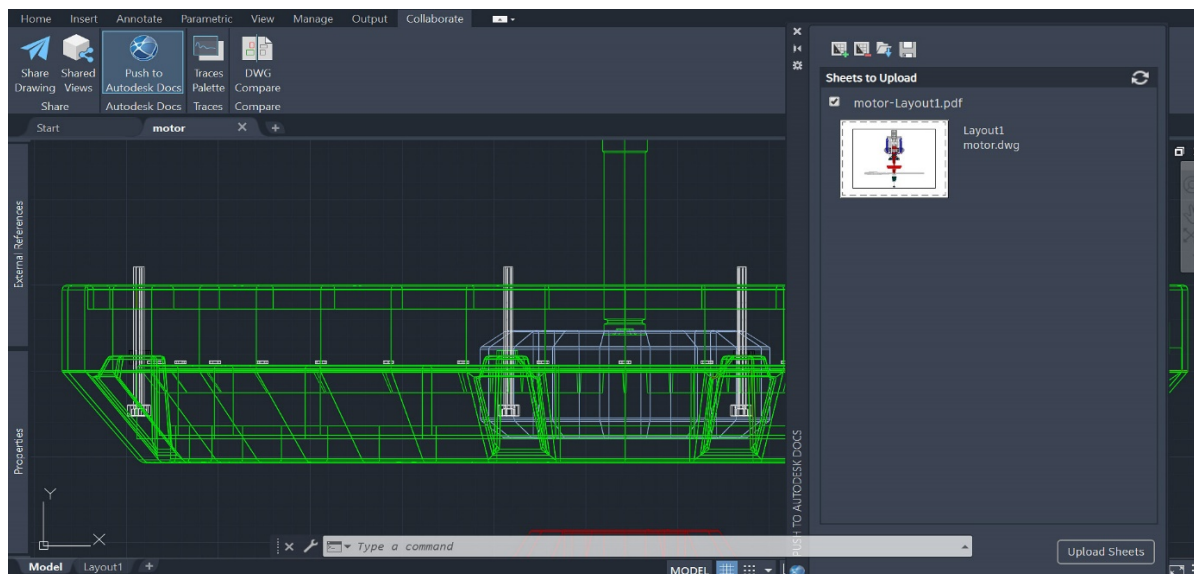 Home Insert Annotate Parametric View Manage Output Collaborate
Share Drawing
Shared Views
Push to Autodesk Docs
Traces Palette
DWG Compare
Share Autodesk Docs Traces Compare
Start motor
External References
Properties
Y
X
Type a command
Model Layout1
MODEL
Sheets to Upload
motor-Layout1.pdf
Layout1
motor.dwg
PUSH TO AUTODESK DOCS
Upload Sheets